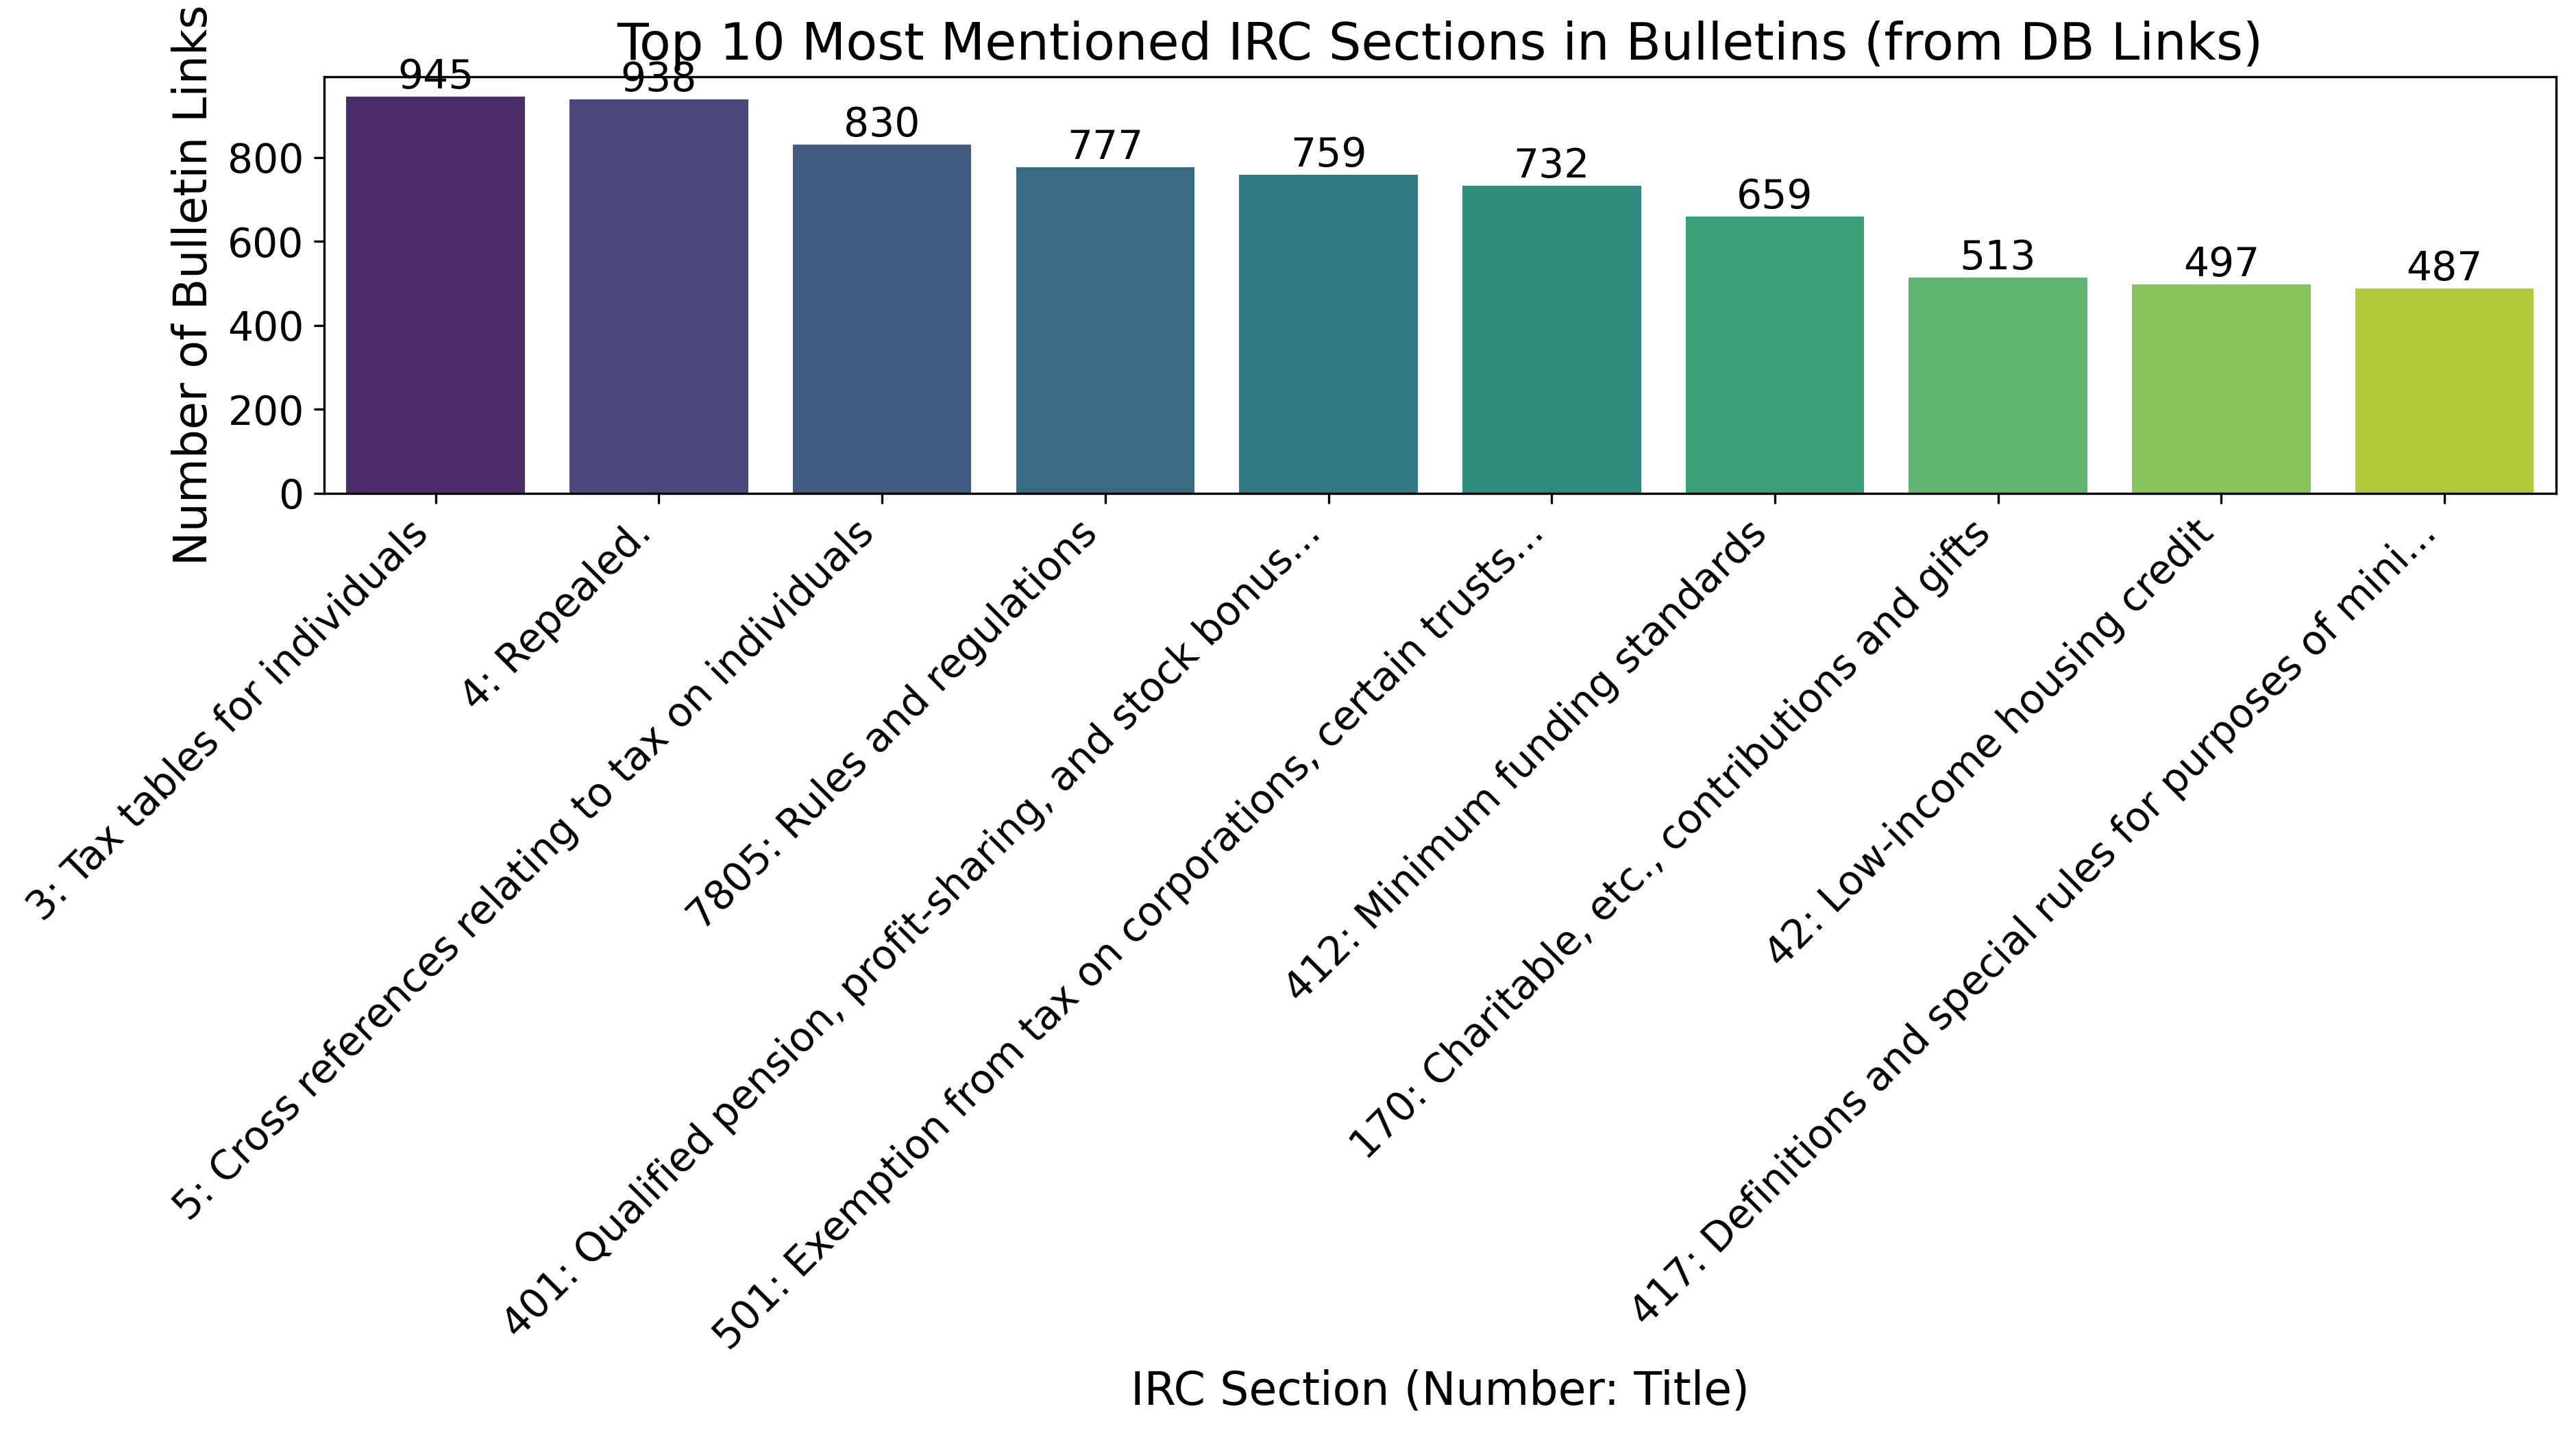 Top 10 Most Mentioned IRC Sections in Bulletins (from DB Links)
Number of Bulletin Links
800
600
400
200
0
945
938
830
777
759
732
659
513
497
487
3: Tax tables for individuals
4: Repealed.
5: Cross references relating to tax on individuals
7805: Rules and regulations
401: Qualified pension, profit-sharing, and stock bonus...
501: Exemption from tax on corporations, certain trusts...
412: Minimum funding standards
170: Charitable, etc., contributions and gifts
42: Low-income housing credit
417: Definitions and special rules for purposes of mini...
IRC Section (Number: Title)